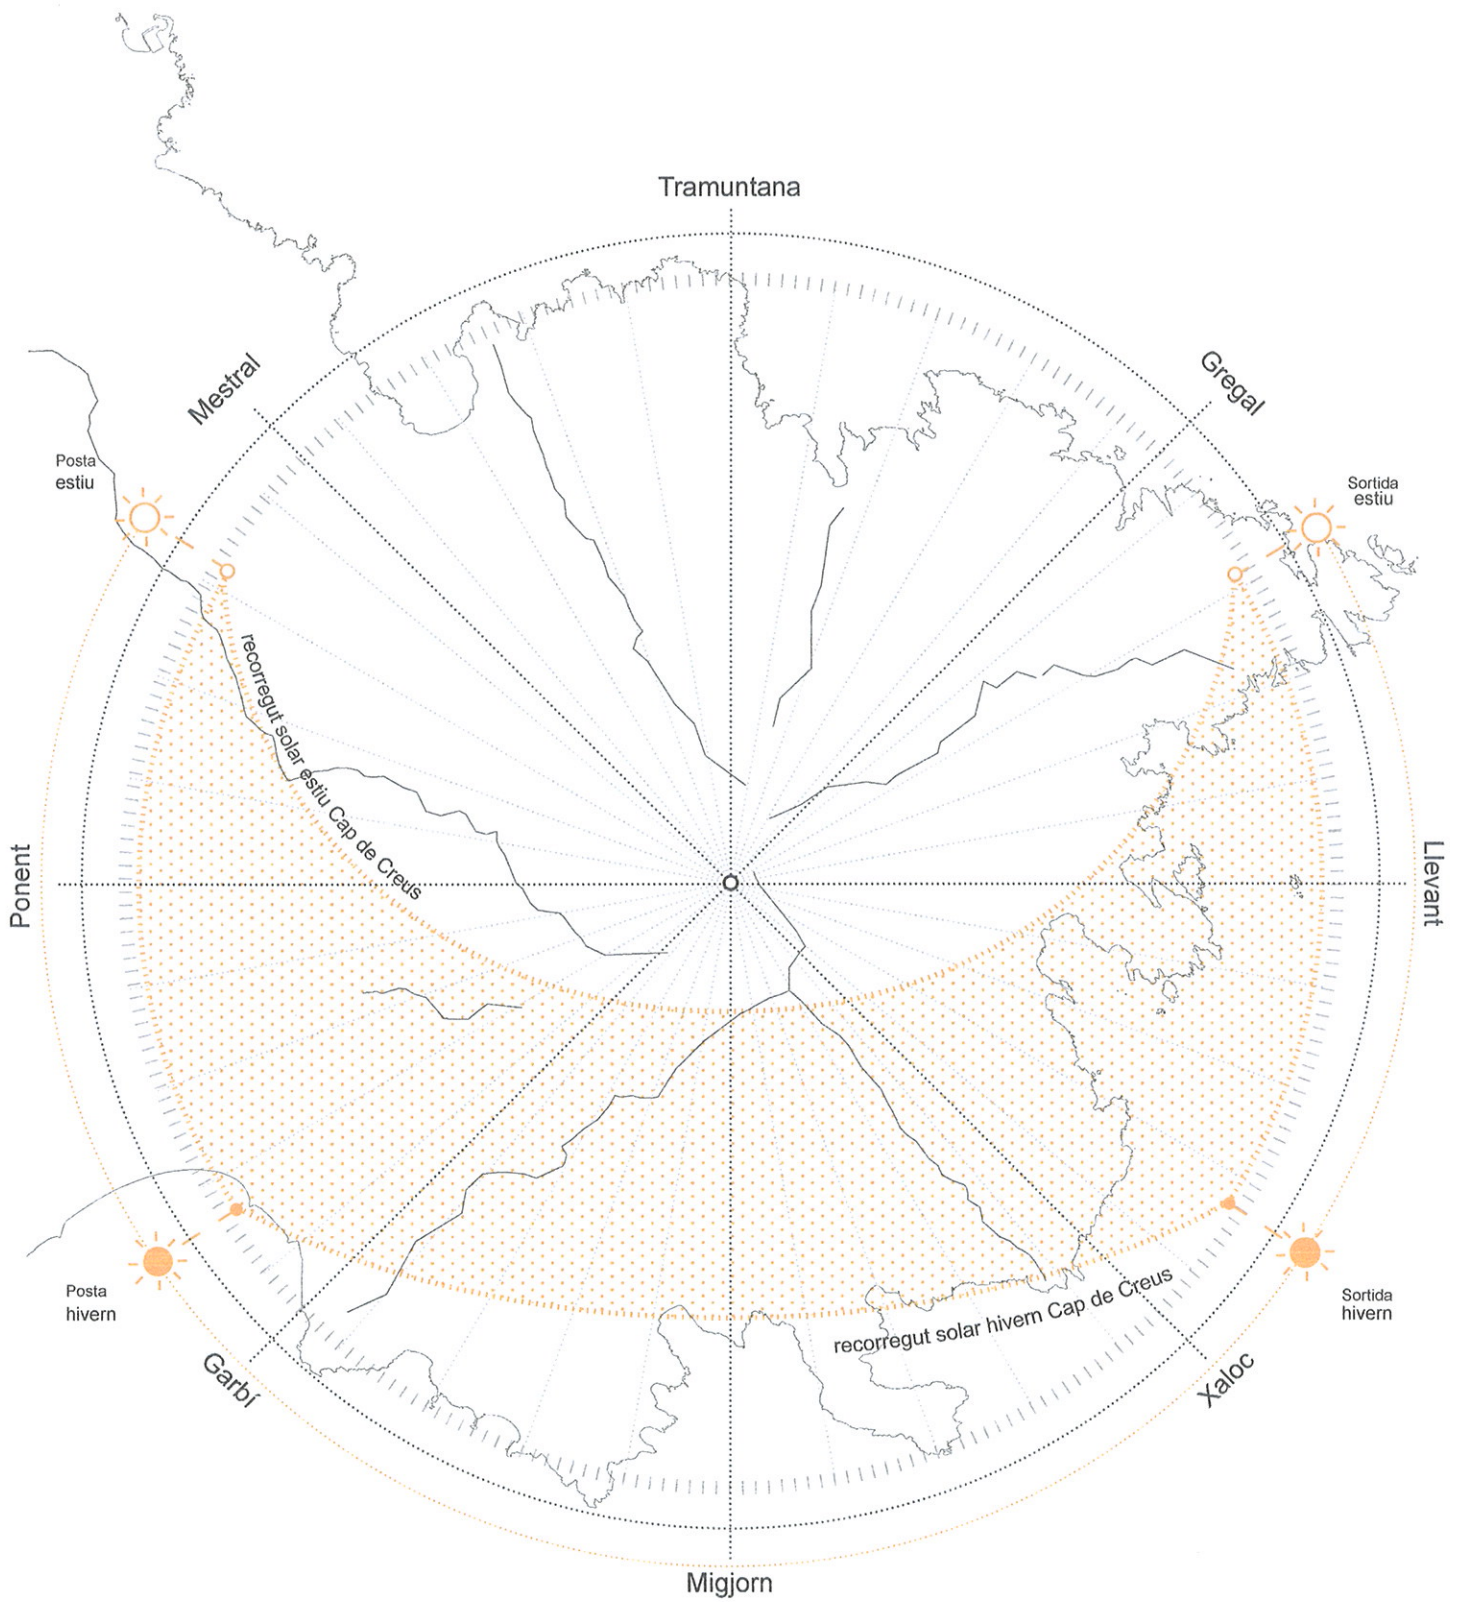 Tramuntana
Mestral
Gregal
Posta
estiu
Sortida
estiu
recorregut solar estiu Cap de Creus
Ponent
Llevant
Posta
hivern
Sortida
hivern
recorregut solar hivern Cap de Creus
Garbí
Xaloc
Migjorn